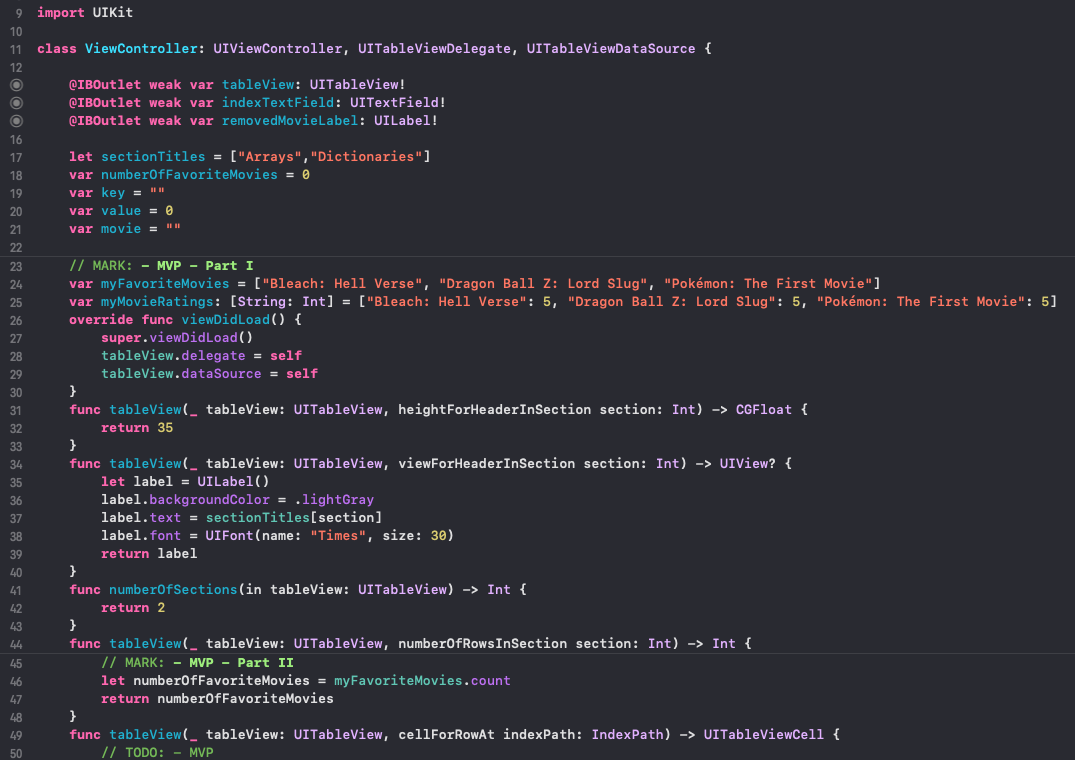 9 import UIKit
10
11 class ViewController: UIViewController, UITableViewDelegate, UITableViewDataSource {
12
@IBOutlet weak var tableView: UITableView!
@IBOutlet weak var indexTextField: UITextField!
@IBOutlet weak var removedMovieLabel: UILabel!
16
17 let sectionTitles = ["Arrays","Dictionaries"]
18 var numberOfFavoriteMovies = 0
19 var key = ""
20 var value = 0
21 var movie = ""
22
23 // MARK: - MVP - Part I
24 var myFavoriteMovies = ["Bleach: Hell Verse", "Dragon Ball Z: Lord Slug", "Pokémon: The First Movie"]
25 var myMovieRatings: [String: Int] = ["Bleach: Hell Verse": 5, "Dragon Ball Z: Lord Slug": 5, "Pokémon: The First Movie": 5]
26 override func viewDidLoad() {
27 super.viewDidLoad()
28 tableView.delegate = self
29 tableView.dataSource = self
30 }
31 func tableView(_ tableView: UITableView, heightForHeaderInSection section: Int) -> CGFloat {
32 return 35
33 }
34 func tableView(_ tableView: UITableView, viewForHeaderInSection section: Int) -> UIView? {
35 let label = UILabel()
36 label.backgroundColor = .lightGray
37 label.text = sectionTitles[section]
38 label.font = UIFont(name: "Times", size: 30)
39 return label
40 }
41 func numberOfSections(in tableView: UITableView) -> Int {
42 return 2
43 }
44 func tableView(_ tableView: UITableView, numberOfRowsInSection section: Int) -> Int {
45 // MARK: - MVP - Part II
46 let numberOfFavoriteMovies = myFavoriteMovies.count
47 return numberOfFavoriteMovies
48 }
49 func tableView(_ tableView: UITableView, cellForRowAt indexPath: IndexPath) -> UITableViewCell {
50 // TODO: - MVP